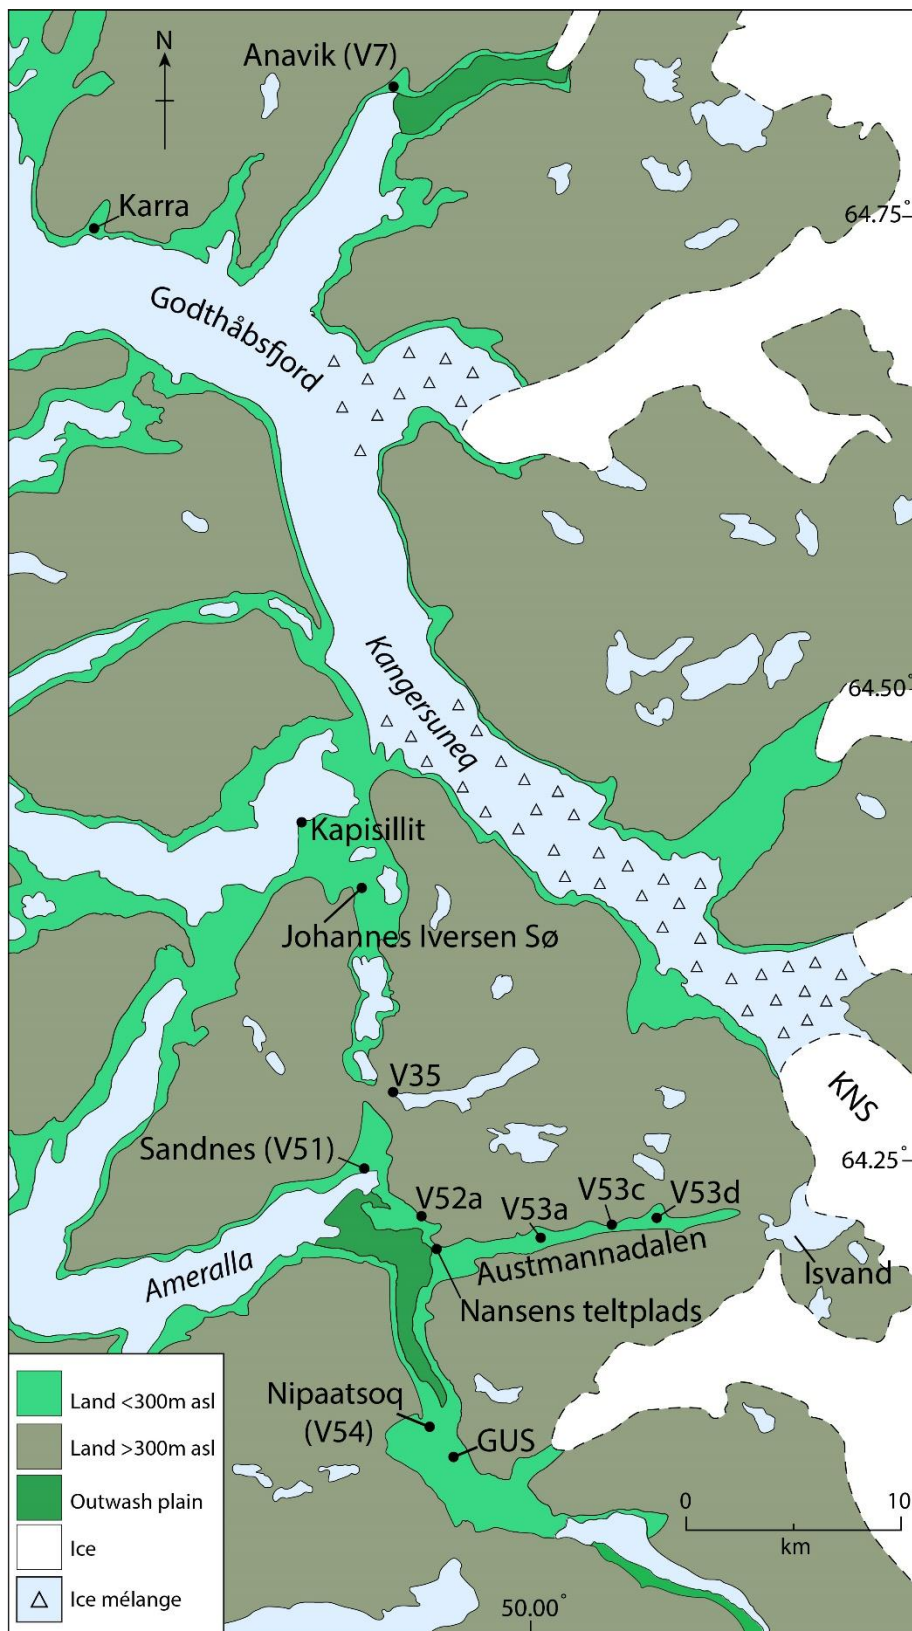 N
Anavik (V7)
Karra
64.75°
Godthåbsfjord
Kangersuneq
64.50°
Kapisillit
Johannes Iversen Sø
V35
KNS
Sandnes (V51)
64.25°
V52a
V53a
V53c
V53d
Austmannadalen
Ameralla
Isvand
Nansens teltplads
Nipaatsoq
(V54)
GUS
Land <300m asl
Land >300m asl
Outwash plain
Ice
Ice mélange
0 10
km
50.00°